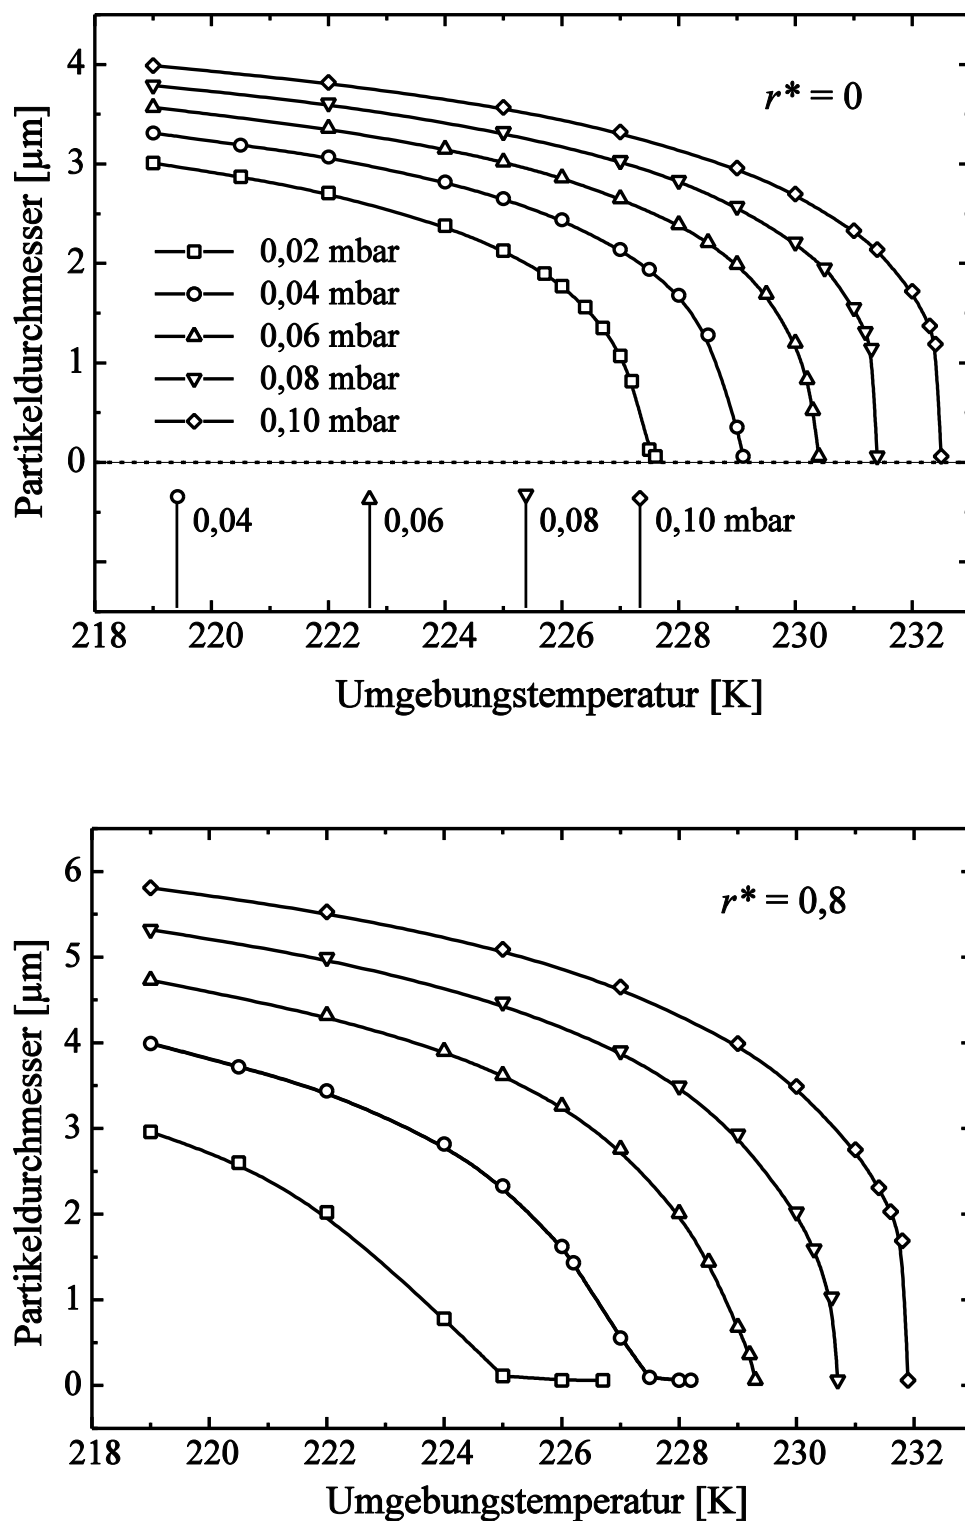 4
3
2
1
0
Partikeldurchmesser [µm]
r* = 0
0,02 mbar
0,04 mbar
0,06 mbar
0,08 mbar
0,10 mbar
0,04
0,06
0,08
0,10 mbar
218 220 222 224 226 228 230 232
Umgebungstemperatur [K]
6
5
4
3
2
1
0
Partikeldurchmesser [µm]
r* = 0,8
218 220 222 224 226 228 230 232
Umgebungstemperatur [K]